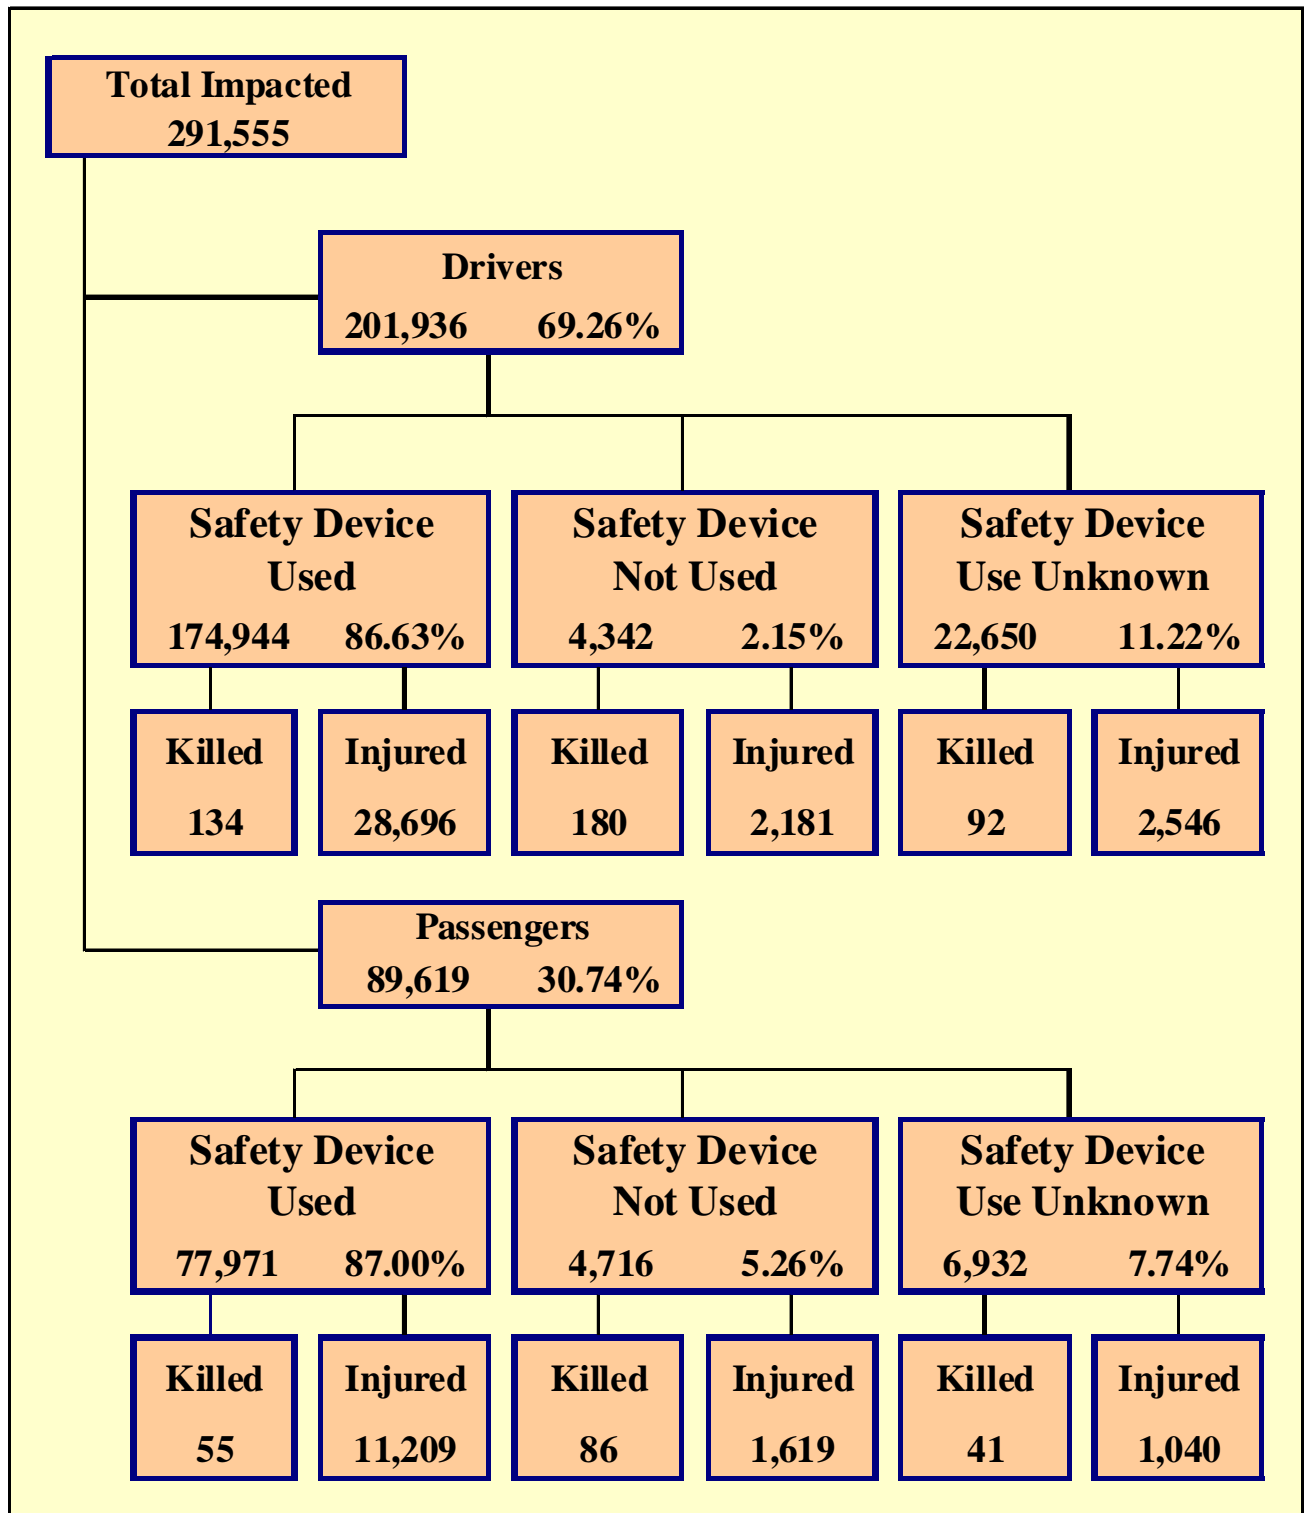 Total Impacted
291,555
Drivers
201,936 69.26%
Safety Device Used
174,944 86.63%
Safety Device Not Used
4,342 2.15%
Safety Device Use Unknown
22,650 11.22%
Killed
134
Injured
28,696
Killed
180
Injured
2,181
Killed
92
Injured
2,546
Passengers
89,619 30.74%
Safety Device
Used
77,971 87.00%
Safety Device
Not Used
4,716 5.26%
Safety Device
Use Unknown
6,932 7.74%
Killed
55
Injured
11,209
Killed
86
Injured
1,619
Killed
41
Injured
1,040